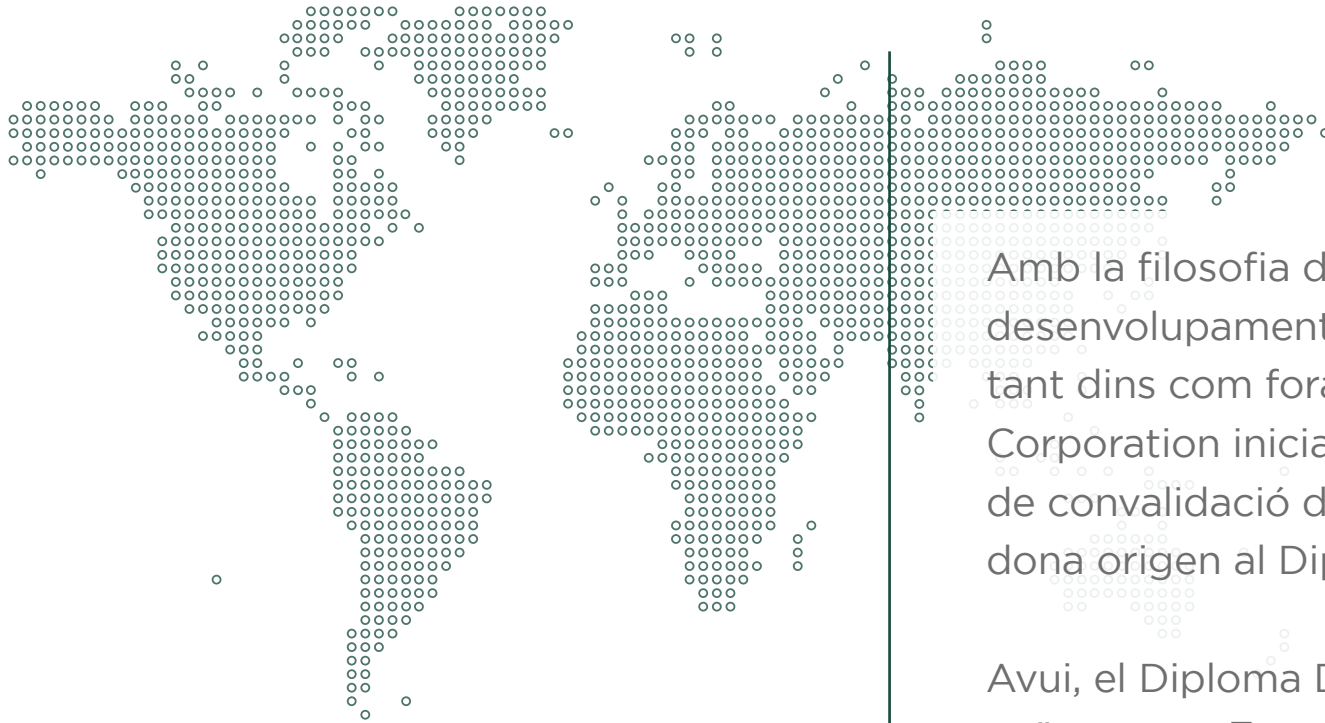 Amb la filosofia d
desenvolupament
tant dins com fora
Corporation inicia
de convalidació d
dona origen al Dip
Avui, el Diploma D